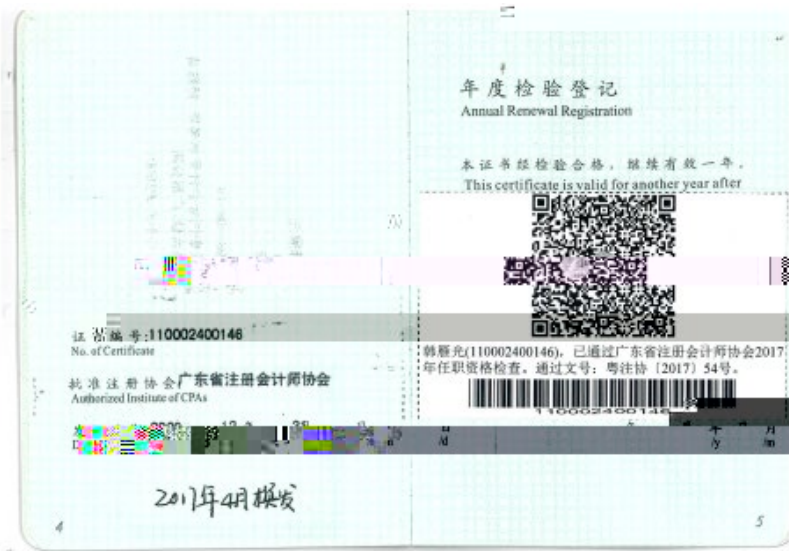 证书编号:110002400146
No. of Certificate
批准注册协会广东省注册会计师协会
Authorized Institute of CPAs
日
/d
2017年4月换发
4
年度检验登记
Annual Renewal Registration
本证书经检验合格，继续有效一年。
This certificate is valid for another year after
韩雁光(110002400146)，已通过广东省注册会计师协会2017
年任职资格检查。通过文号：粤注协〔2017〕54号。
110002400146
年 月
/y /m
5